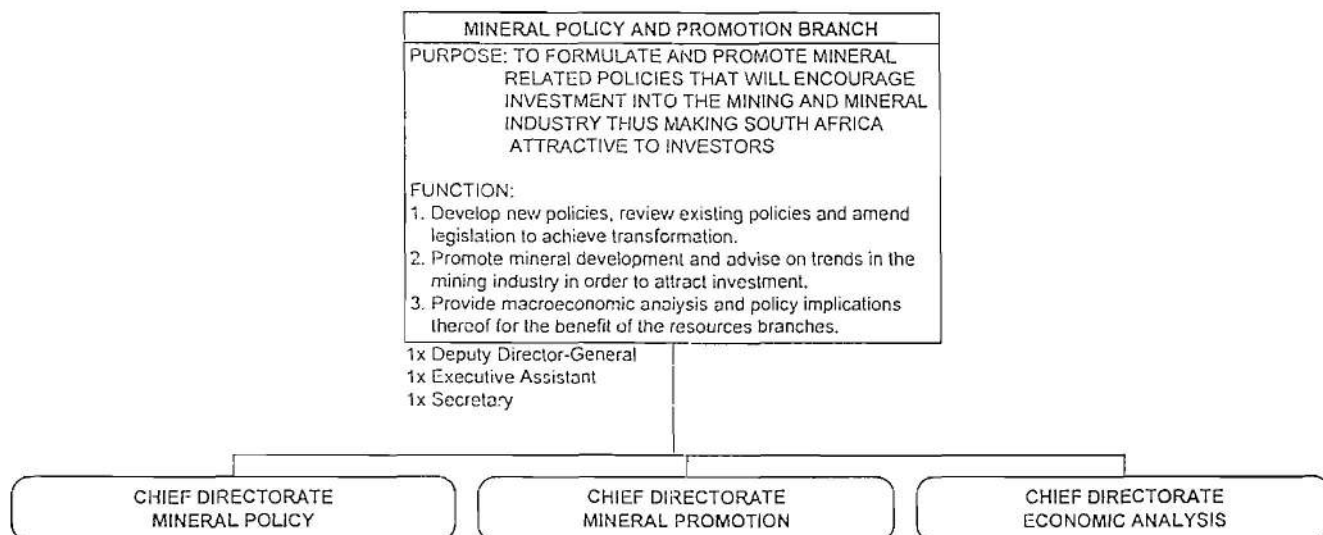 MINERAL POLICY AND PROMOTION BRANCH
PURPOSE: TO FORMULATE AND PROMOTE MINERAL
RELATED POLICIES THAT WILL ENCOURAGE
INVESTMENT INTO THE MINING AND MINERAL
INDUSTRY THUS MAKING SOUTH AFRICA
ATTRACTIVE TO INVESTORS
FUNCTION:
1. Develop new policies, review existing policies and amend
legislation to achieve transformation.
2. Promote mineral development and advise on trends in the
mining industry in order to attract investment.
3. Provide macroeconomic analysis and policy implications
thereof for the benefit of the resources branches.
1x Deputy Director-General
1x Executive Assistant
1x Secretary
CHIEF DIRECTORATE
MINERAL POLICY
CHIEF DIRECTORATE
MINERAL PROMOTION
CHIEF DIRECTORATE
ECONOMIC ANALYSIS